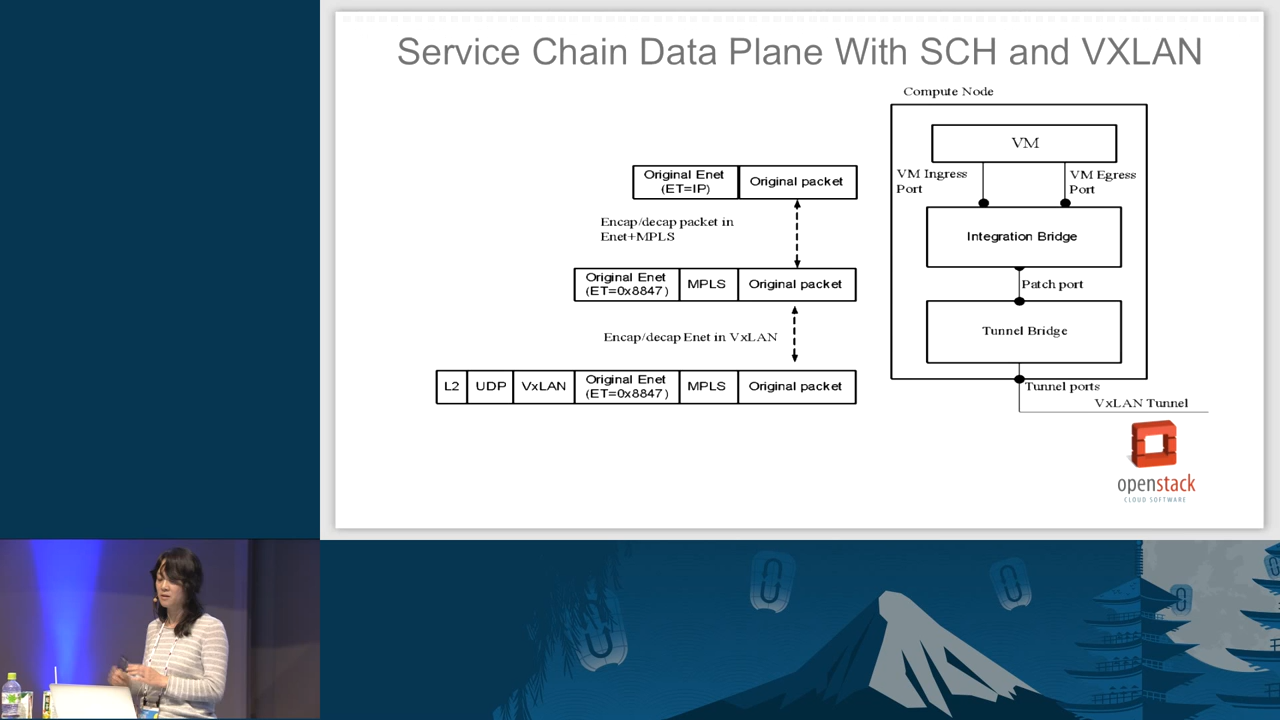 Service Chain Data Plane With SCH and VXLAN
Compute Node
VM
VM Ingress
Port
VM Egress
Port
Integration Bridge
Patch port
Tunnel Bridge
Tunnel ports
VxLAN Tunnel
Original Enet
(ET=IP)
Original packet
Encap/decap packet in
Enet+MPLS
Original Enet
(ET=0x8847)
MPLS
Original packet
Encap/decap Enet in VxLAN
L2
UDP
VxLAN
Original Enet
(ET=0x8847)
MPLS
Original packet
openstack
CLOUD SOFTWARE